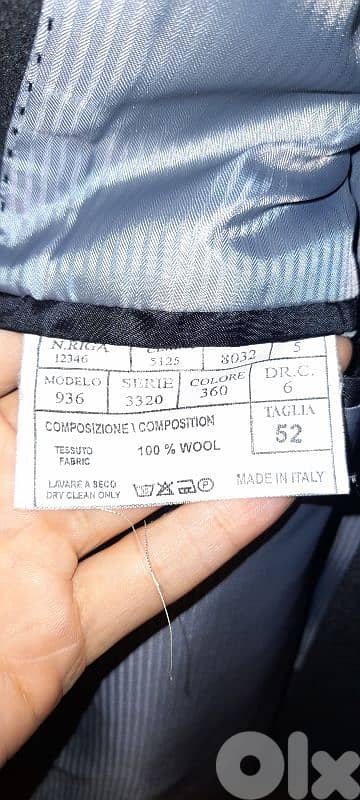 N.RIGA 5
12346 5125 8032
MODELO SERIE COLORE DR.C.
936 3320 360 6
COMPOSIZIONE \ COMPOSITION TAGLIA
TESSUTO 100 % WOOL 52
FABRIC
LAVARE A SECO MADE IN ITALY
DRY CLEAN ONLY P
OLX